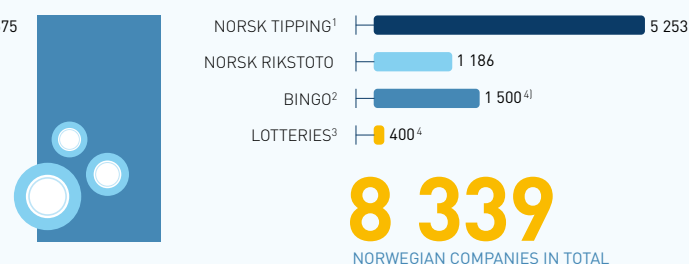 75
NORSK TIPPING¹ 5 253
NORSK RIKSTOTO 1 186
BINGO² 1 500⁴⁾
LOTTERIES³ 400⁴
8 339
NORWEGIAN COMPANIES IN TOTAL